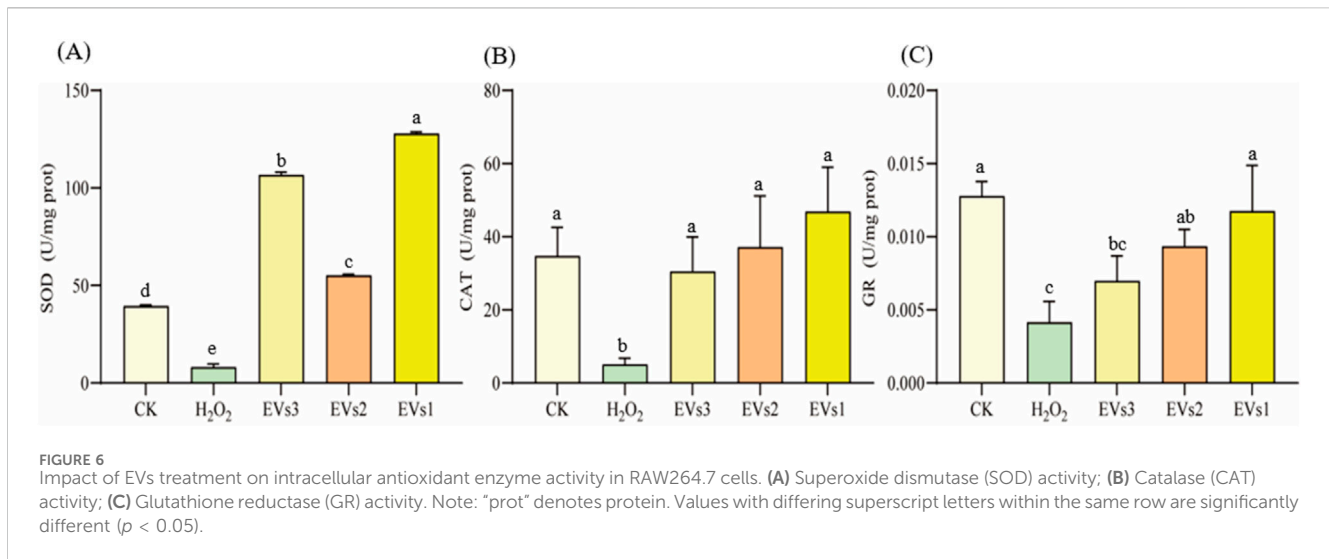 (A)
(B)
(C)
SOD (U/mg prot)
150
100
50
0
d
e
b
c
a
CK H₂O₂ EVs3 EVs2 EVs1
CAT (U/mg prot)
80
60
40
20
0
a
b
a
a
a
CK H₂O₂ EVs3 EVs2 EVs1
GR (U/mg prot)
0.020
0.015
0.010
0.005
0.000
a
c
bc
ab
a
CK H₂O₂ EVs3 EVs2 EVs1
FIGURE 6
Impact of EVs treatment on intracellular antioxidant enzyme activity in RAW264.7 cells. (A) Superoxide dismutase (SOD) activity; (B) Catalase (CAT)
activity; (C) Glutathione reductase (GR) activity. Note: “prot” denotes protein. Values with differing superscript letters within the same row are significantly
different (p < 0.05).